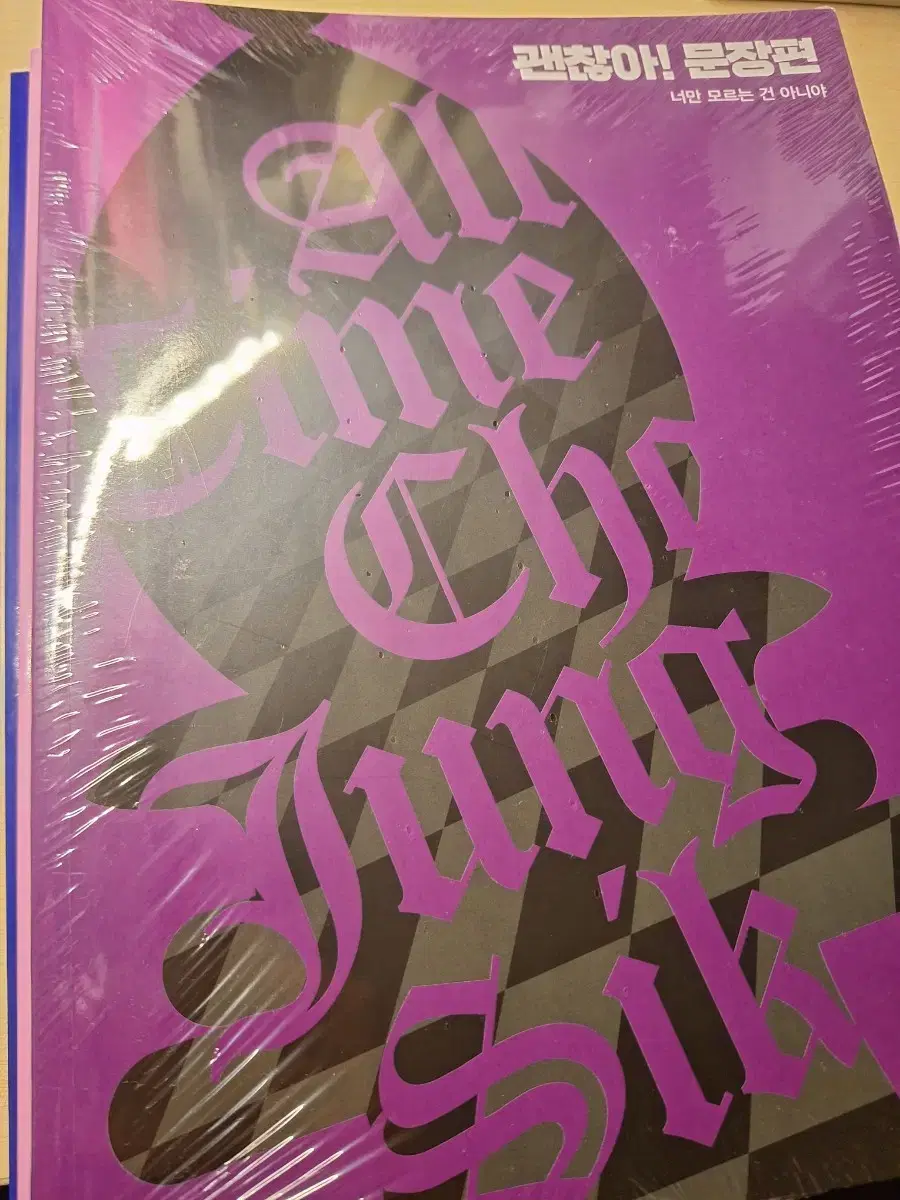 괜찮아! 문장편
너만 모르는 건 아니야
All
Time
Cho
Jung
Sik